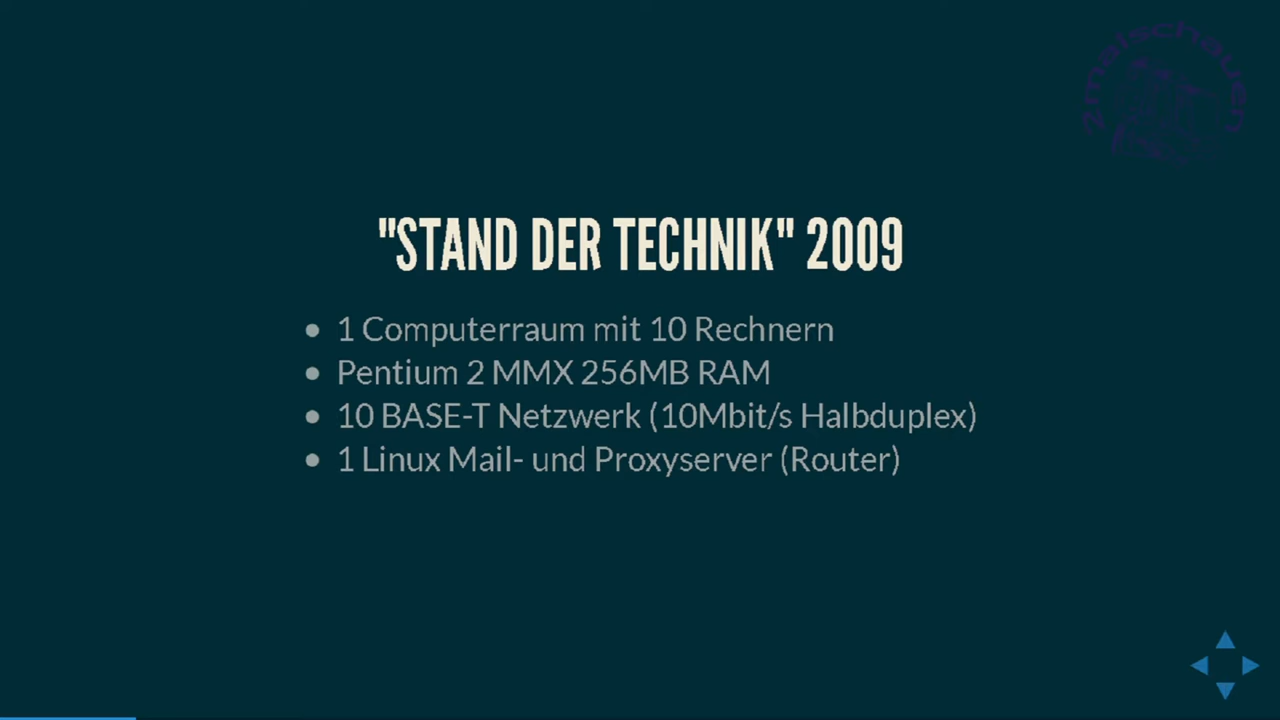 2malschauen
"STAND DER TECHNIK" 2009
1 Computerraum mit 10 Rechnern
Pentium 2 MMX 256MB RAM
10 BASE-T Netzwerk (10Mbit/s Halbduplex)
1 Linux Mail- und Proxyserver (Router)